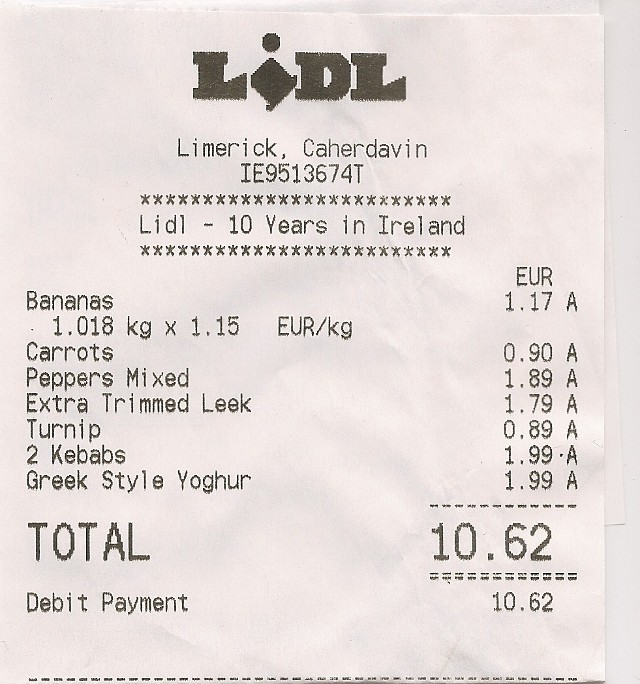 LIDL
Limerick, Caherdavin
IE9513674T
*************************
Lidl - 10 Years in Ireland
*************************
EUR
Bananas 1.17 A
1.018 kg x 1.15 EUR/kg
Carrots 0.90 A
Peppers Mixed 1.89 A
Extra Trimmed Leek 1.79 A
Turnip 0.89 A
2 Kebabs 1.99 A
Greek Style Yoghur 1.99 A
TOTAL 10.62
Debit Payment 10.62